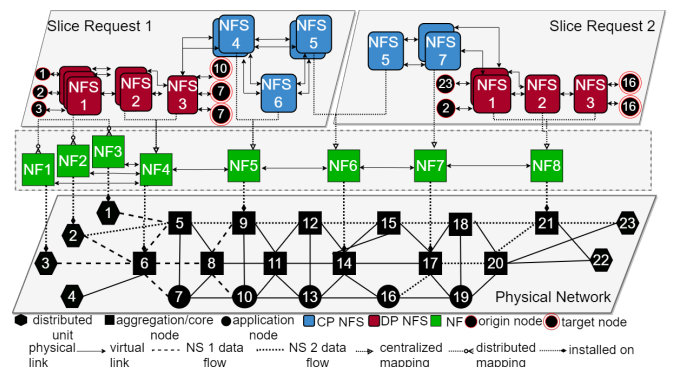 Slice Request 1
Slice Request 2
NFS
4
NFS
5
NFS
6
NFS
1
NFS
2
NFS
3
1
2
3
10
7
7
NFS
5
NFS
7
NFS
1
NFS
2
NFS
3
23
2
16
16
NF1
NF2
NF3
NF4
NF5
NF6
NF7
NF8
1
2
3
4
5
9
12
15
18
21
23
6
8
11
14
17
20
22
7
10
13
16
19
Physical Network
distributed
unit
aggregation/core
node
application
node
CP NFS
DP NFS
NF
origin node
target node
physical
link
virtual
link
NS 1 data
flow
NS 2 data
flow
centralized
mapping
distributed
mapping
installed on